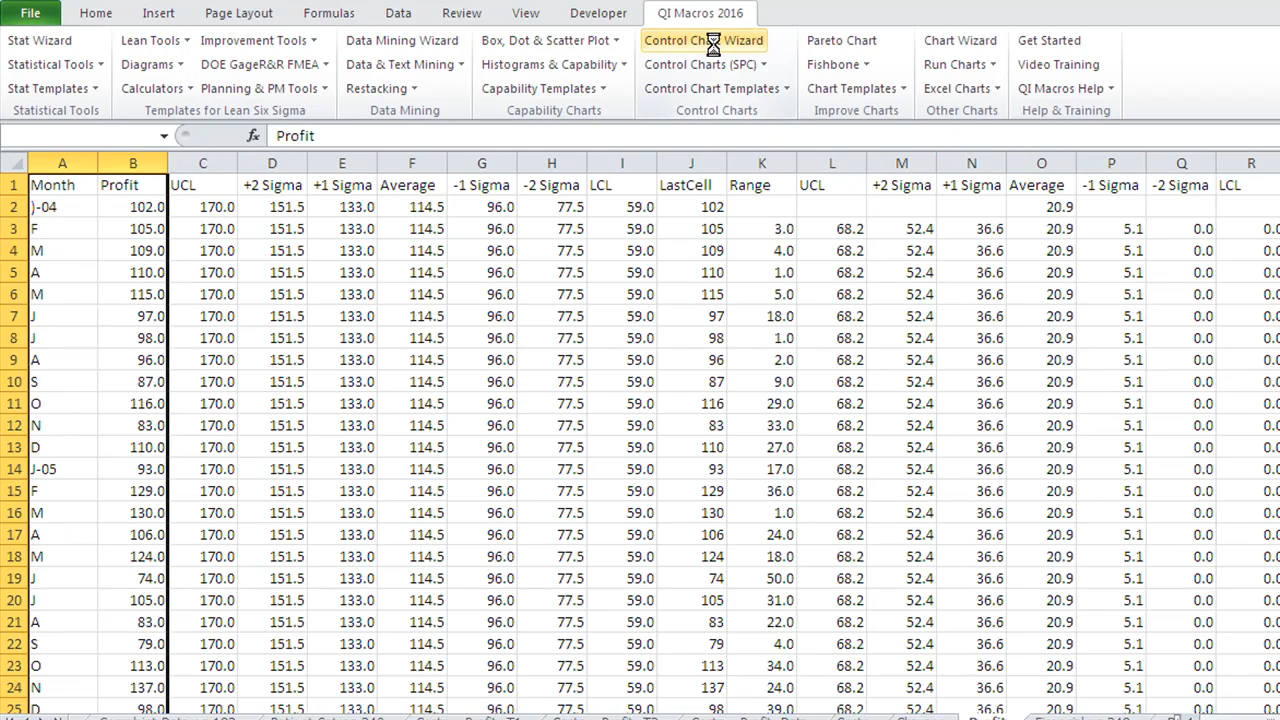 File Home Insert Page Layout Formulas Data Review View Developer QI Macros 2016
Stat Wizard Lean Tools Improvement Tools Data Mining Wizard Box, Dot & Scatter Plot Control Chart Wizard Pareto Chart Chart Wizard Get Started
Statistical Tools Diagrams DOE GageR&R FMEA Data & Text Mining Histograms & Capability Control Charts (SPC) Fishbone Run Charts Video Training
Stat Templates Calculators Planning & PM Tools Restacking Capability Templates Control Chart Templates Chart Templates Excel Charts QI Macros Help
Statistical Tools Templates for Lean Six Sigma Data Mining Capability Charts Control Charts Improve Charts Other Charts Help & Training
fx Profit
A B C D E F G H I J K L M N O P Q R
1 Month Profit UCL +2 Sigma +1 Sigma Average -1 Sigma -2 Sigma LCL LastCell Range UCL +2 Sigma +1 Sigma Average -1 Sigma -2 Sigma LCL
2 )-04 102.0 170.0 151.5 133.0 114.5 96.0 77.5 59.0 102 20.9
3 F 105.0 170.0 151.5 133.0 114.5 96.0 77.5 59.0 105 3.0 68.2 52.4 36.6 20.9 5.1 0.0 0.0
4 M 109.0 170.0 151.5 133.0 114.5 96.0 77.5 59.0 109 4.0 68.2 52.4 36.6 20.9 5.1 0.0 0.0
5 A 110.0 170.0 151.5 133.0 114.5 96.0 77.5 59.0 110 1.0 68.2 52.4 36.6 20.9 5.1 0.0 0.0
6 M 115.0 170.0 151.5 133.0 114.5 96.0 77.5 59.0 115 5.0 68.2 52.4 36.6 20.9 5.1 0.0 0.0
7 J 97.0 170.0 151.5 133.0 114.5 96.0 77.5 59.0 97 18.0 68.2 52.4 36.6 20.9 5.1 0.0 0.0
8 J 98.0 170.0 151.5 133.0 114.5 96.0 77.5 59.0 98 1.0 68.2 52.4 36.6 20.9 5.1 0.0 0.0
9 A 96.0 170.0 151.5 133.0 114.5 96.0 77.5 59.0 96 2.0 68.2 52.4 36.6 20.9 5.1 0.0 0.0
10 S 87.0 170.0 151.5 133.0 114.5 96.0 77.5 59.0 87 9.0 68.2 52.4 36.6 20.9 5.1 0.0 0.0
11 O 116.0 170.0 151.5 133.0 114.5 96.0 77.5 59.0 116 29.0 68.2 52.4 36.6 20.9 5.1 0.0 0.0
12 N 83.0 170.0 151.5 133.0 114.5 96.0 77.5 59.0 83 33.0 68.2 52.4 36.6 20.9 5.1 0.0 0.0
13 D 110.0 170.0 151.5 133.0 114.5 96.0 77.5 59.0 110 27.0 68.2 52.4 36.6 20.9 5.1 0.0 0.0
14 J-05 93.0 170.0 151.5 133.0 114.5 96.0 77.5 59.0 93 17.0 68.2 52.4 36.6 20.9 5.1 0.0 0.0
15 F 129.0 170.0 151.5 133.0 114.5 96.0 77.5 59.0 129 36.0 68.2 52.4 36.6 20.9 5.1 0.0 0.0
16 M 130.0 170.0 151.5 133.0 114.5 96.0 77.5 59.0 130 1.0 68.2 52.4 36.6 20.9 5.1 0.0 0.0
17 A 106.0 170.0 151.5 133.0 114.5 96.0 77.5 59.0 106 24.0 68.2 52.4 36.6 20.9 5.1 0.0 0.0
18 M 124.0 170.0 151.5 133.0 114.5 96.0 77.5 59.0 124 18.0 68.2 52.4 36.6 20.9 5.1 0.0 0.0
19 J 74.0 170.0 151.5 133.0 114.5 96.0 77.5 59.0 74 50.0 68.2 52.4 36.6 20.9 5.1 0.0 0.0
20 J 105.0 170.0 151.5 133.0 114.5 96.0 77.5 59.0 105 31.0 68.2 52.4 36.6 20.9 5.1 0.0 0.0
21 A 83.0 170.0 151.5 133.0 114.5 96.0 77.5 59.0 83 22.0 68.2 52.4 36.6 20.9 5.1 0.0 0.0
22 S 79.0 170.0 151.5 133.0 114.5 96.0 77.5 59.0 79 4.0 68.2 52.4 36.6 20.9 5.1 0.0 0.0
23 O 113.0 170.0 151.5 133.0 114.5 96.0 77.5 59.0 113 34.0 68.2 52.4 36.6 20.9 5.1 0.0 0.0
24 N 137.0 170.0 151.5 133.0 114.5 96.0 77.5 59.0 137 24.0 68.2 52.4 36.6 20.9 5.1 0.0 0.0
25 D 98.0 170.0 151.5 133.0 114.5 96.0 77.5 59.0 98 39.0 68.2 52.4 36.6 20.9 5.1 0.0 0.0